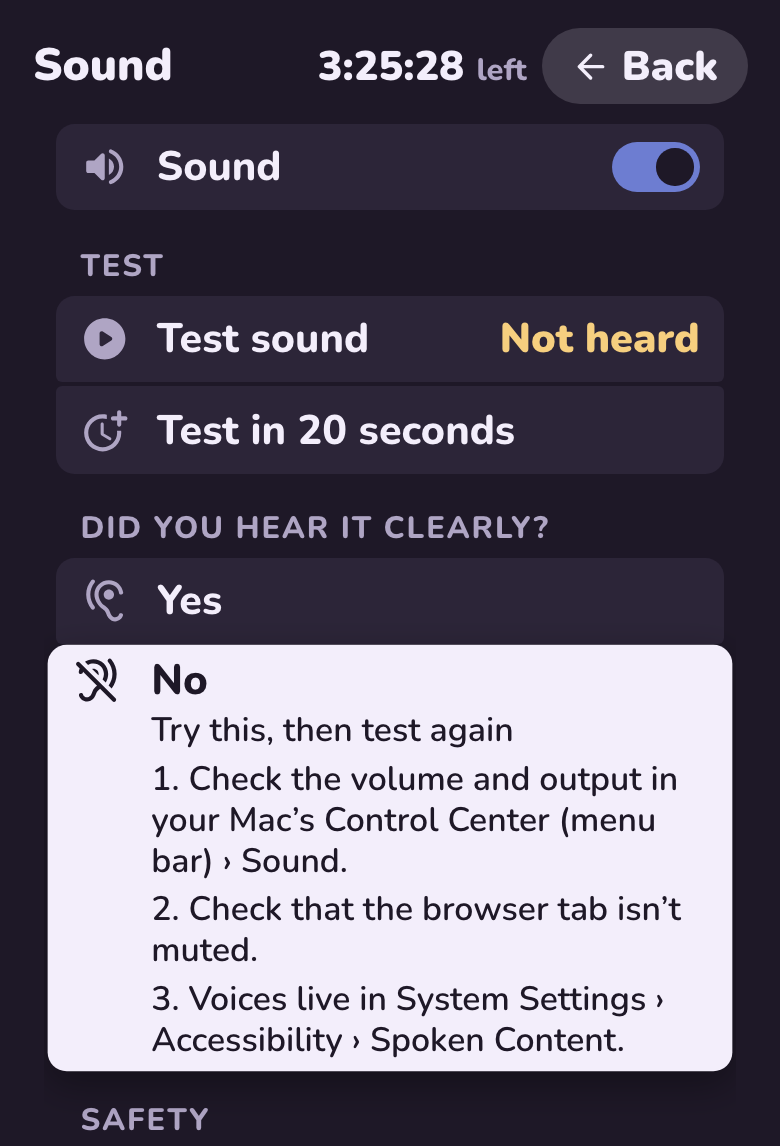 Sound
3:25:28 left
Back
Sound
TEST
Test sound
Not heard
Test in 20 seconds
DID YOU HEAR IT CLEARLY?
Yes
No
Try this, then test again
1. Check the volume and output in
your Mac’s Control Center (menu
bar) › Sound.
2. Check that the browser tab isn’t
muted.
3. Voices live in System Settings ›
Accessibility › Spoken Content.
SAFETY